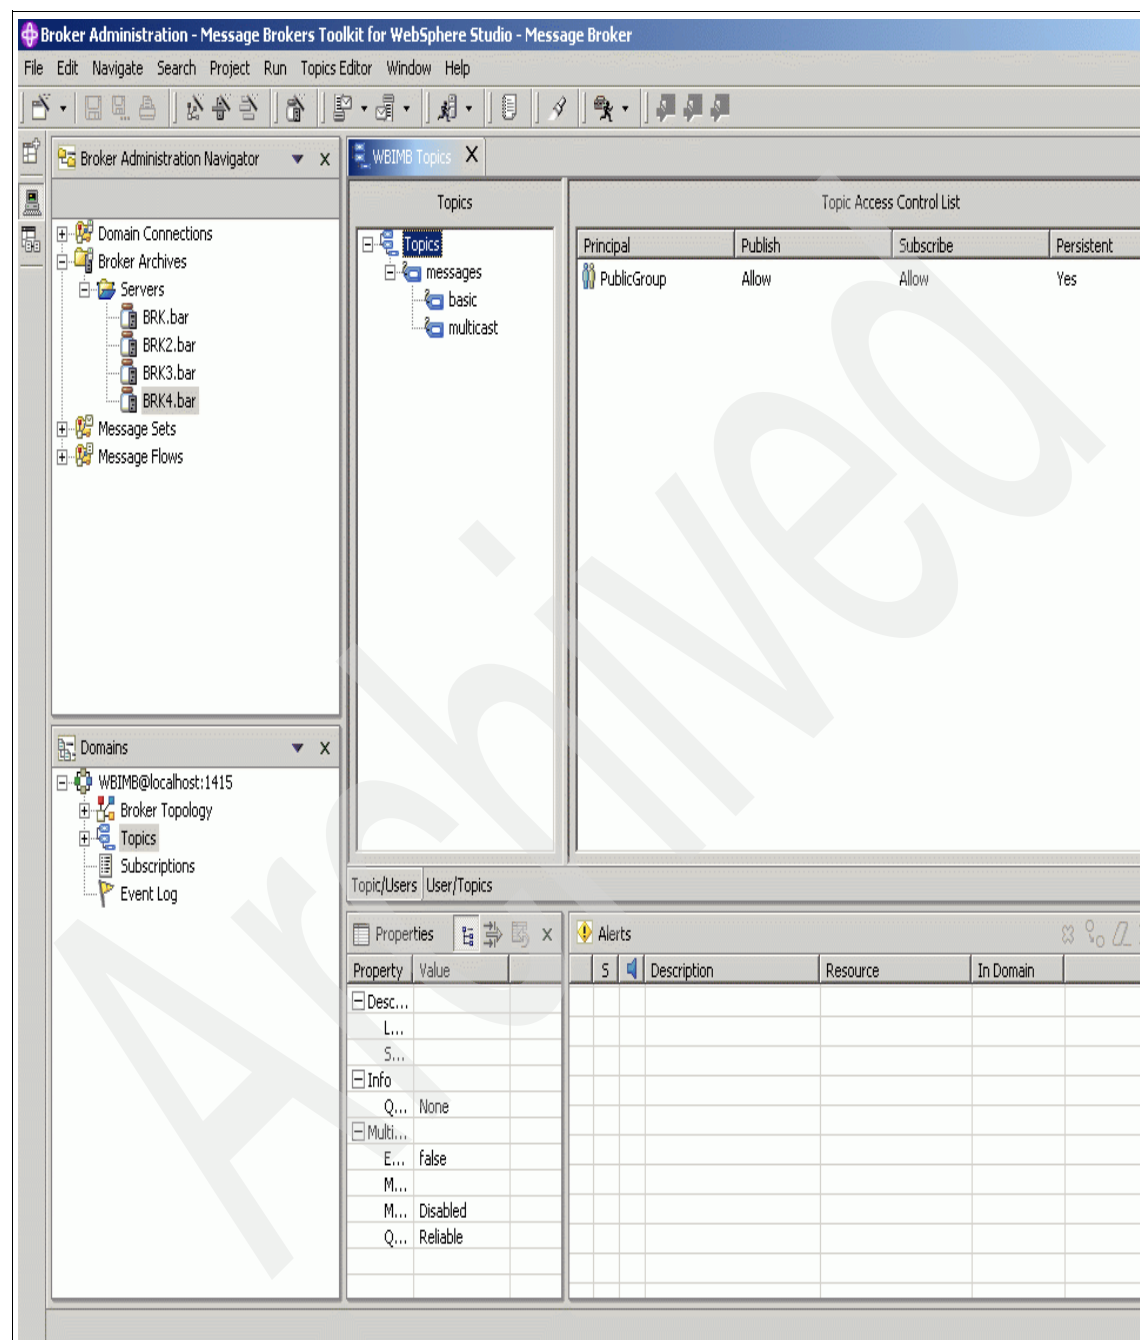 Broker Administration - Message Brokers Toolkit for WebSphere Studio - Message Broker
File Edit Navigate Search Project Run Topics Editor Window Help
Broker Administration Navigator
Domain Connections
Broker Archives
Servers
BRK.bar
BRK2.bar
BRK3.bar
BRK4.bar
Message Sets
Message Flows
Domains
WBIMB@localhost:1415
Broker Topology
Topics
Subscriptions
Event Log
WBIMB Topics
Topics
Topics
messages
basic
multicast
Topic Access Control List
Principal Publish Subscribe Persistent
PublicGroup Allow Allow Yes
Topic/Users User/Topics
Properties
Property Value
Desc...
L...
S...
Info
Q... None
Multi...
E... false
M...
M... Disabled
Q... Reliable
Alerts
S Description Resource In Domain
Archived